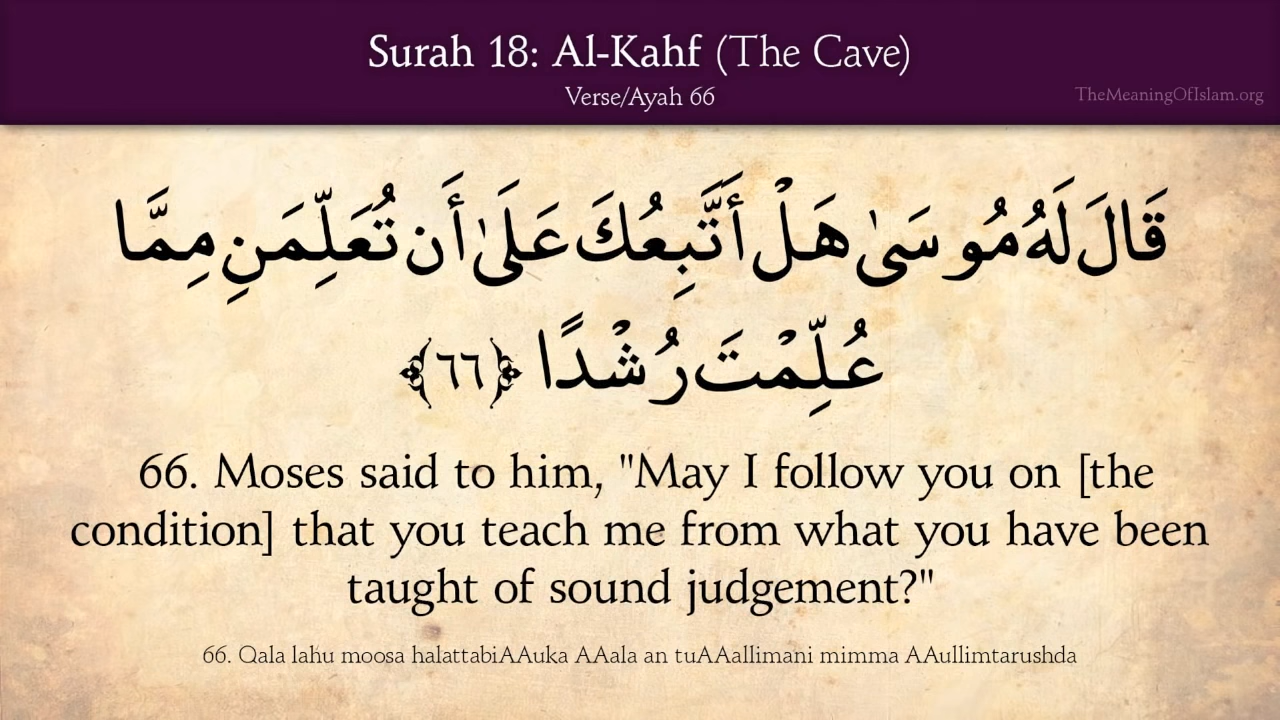 Surah 18: Al-Kahf (The Cave)
Verse/Ayah 66
TheMeaningOfIslam.org
قَالَ لَهُ مُوسَىٰ هَلْ أَتَّبِعُكَ عَلَىٰ أَن تُعَلِّمَنِ مِمَّا
عُلِّمْتَ رُشْدًا ﴿٦٦﴾
66. Moses said to him, "May I follow you on [the
condition] that you teach me from what you have been
taught of sound judgement?"
66. Qala lahu moosa halattabiAAuka AAala an tuAAallimani mimma AAullimtarushda